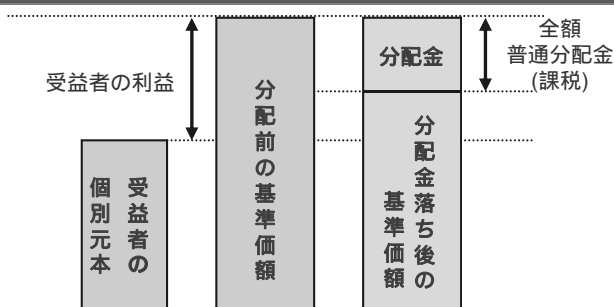 受益者の利益
受益者の
個別元本
分配前の基準価額
分配金
分配金落ち後の
基準価額
全額
普通分配金
(課税)